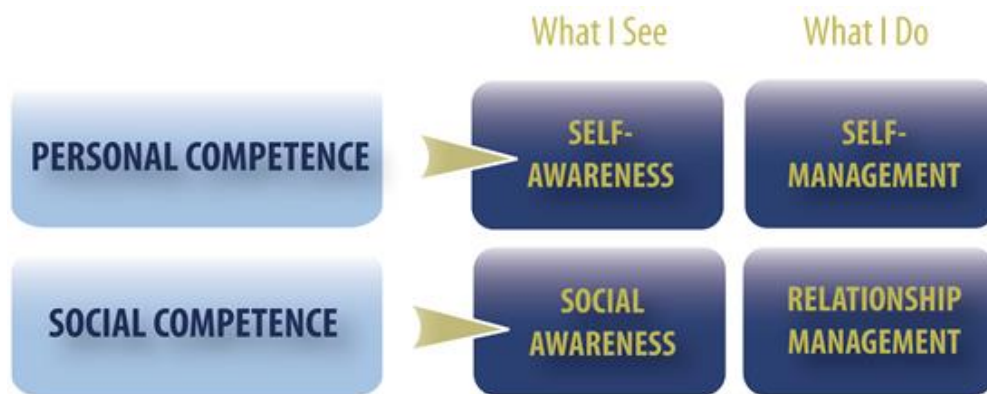 What I See
What I Do
PERSONAL COMPETENCE
SELF-
AWARENESS
SELF-
MANAGEMENT
SOCIAL COMPETENCE
SOCIAL
AWARENESS
RELATIONSHIP
MANAGEMENT